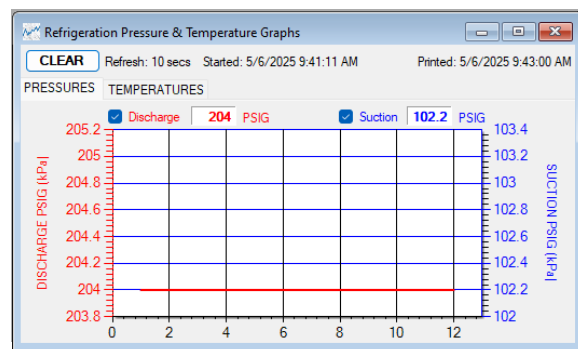 Refrigeration Pressure & Temperature Graphs
CLEAR Refresh: 10 secs Started: 5/6/2025 9:41:11 AM Printed: 5/6/2025 9:43:00 AM
PRESSURES TEMPERATURES
Discharge 204 PSIG Suction 102.2 PSIG
DISCHARGE PSIG (kPa)
205.2
205
204.8
204.6
204.4
204.2
204
203.8
103.4
103.2
103
102.8
102.6
102.4
102.2
102
SUCTION PSIG (kPa)
0 2 4 6 8 10 12